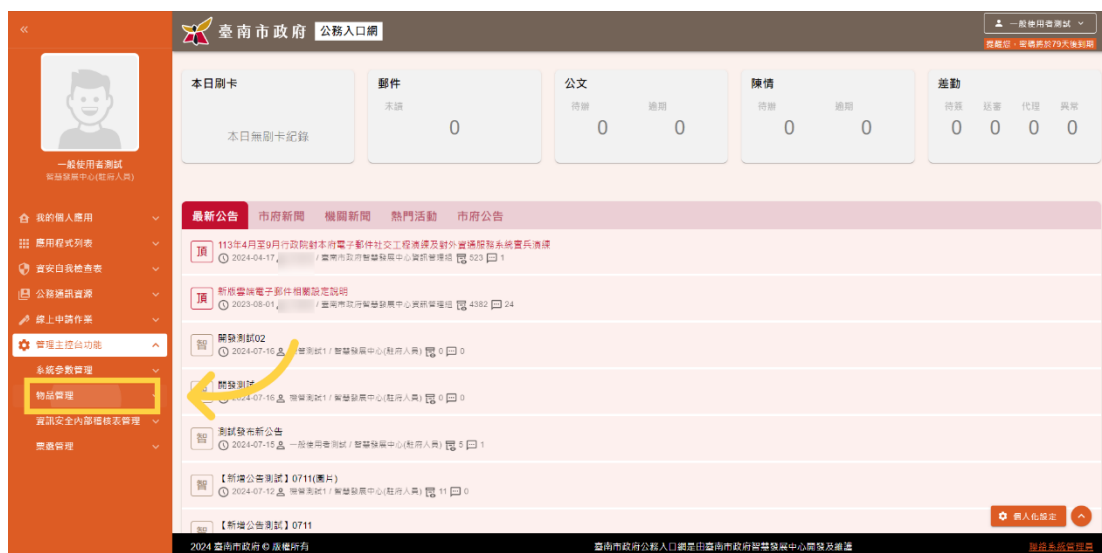 «
臺南市政府 公務入口網
一般使用者測試
提醒您，密碼將於79天後到期
一般使用者測試
智慧發展中心(駐府人員)
我的個人應用
應用程式列表
資安自我檢查表
公務通訊資源
線上申請作業
管理主控台功能
系統參數管理
物品管理
資訊安全內部稽核表管理
票選管理
本日刷卡
本日無刷卡紀錄
郵件
未讀
0
公文
待辦 逾期
0 0
陳情
待辦 逾期
0 0
差勤
待簽 送審 代理 異常
0 0 0 0
最新公告 市府新聞 機關新聞 熱門活動 市府公告
頂 113年4月至9月行政院對本府電子郵件社交工程演練及對外資通服務系統實兵演練
2024-04-17, / 臺南市政府智慧發展中心資訊管理組 523 1
頂 新版雲端電子郵件相關設定說明
2023-06-01, / 臺南市政府智慧發展中心資訊管理組 4382 24
智 開發測試02
2024-07-16 管測試1 / 智慧發展中心(駐府人員) 0 0
開發測試
2024-07-16 機管測試1 / 智慧發展中心(駐府人員) 0 0
智 測試發布新公告
2024-07-15 一般使用者測試 / 智慧發展中心(駐府人員) 5 1
智 【新增公告測試】0711(圖片)
2024-07-12 機管測試1 / 智慧發展中心(駐府人員) 11 0
智 【新增公告測試】0711
個人化設定
2024 臺南市政府 © 版權所有
臺南市政府公務入口網是由臺南市政府智慧發展中心開發及維護
聯絡系統管理員